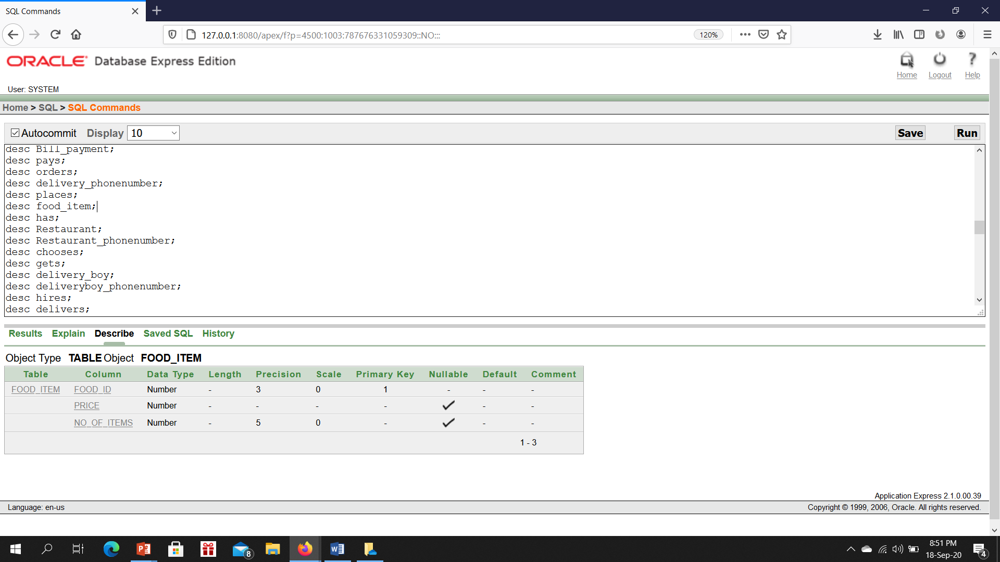 SQL Commands
127.0.0.1:8080/apex/f?p=4500:1003:787676331059309::NO:::
120%
ORACLE Database Express Edition
Home Logout Help
User: SYSTEM
Home > SQL > SQL Commands
Autocommit Display 10 Save Run
desc Bill_payment;
desc pays;
desc orders;
desc delivery_phonenumber;
desc places;
desc food_item;
desc has;
desc Restaurant;
desc Restaurant_phonenumber;
desc chooses;
desc gets;
desc delivery_boy;
desc deliveryboy_phonenumber;
desc hires;
desc delivers;
Results Explain Describe Saved SQL History
Object Type TABLE Object FOOD_ITEM
Table Column Data Type Length Precision Scale Primary Key Nullable Default Comment
FOOD_ITEM FOOD_ID Number - 3 0 1 - - -
PRICE Number - - - - - -
NO_OF_ITEMS Number - 5 0 - - -
1 - 3
Application Express 2.1.0.00.39
Language: en-us Copyright © 1999, 2006, Oracle. All rights reserved.
8:51 PM
18-Sep-20
8
4